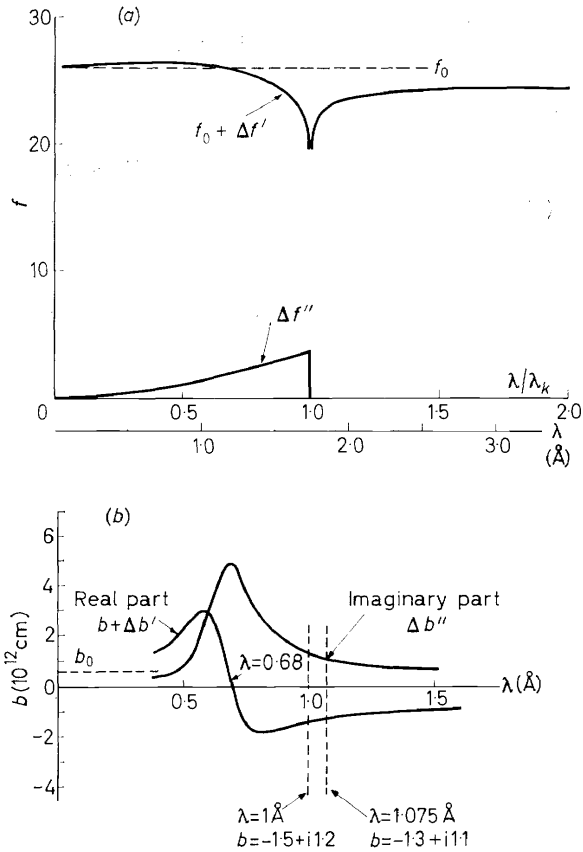 (a)
30
20
10
0
f
f₀
f₀ + Δf′
Δf″
0·5
1·0
1·5
2·0
λ/λₖ
1·0
2·0
3·0
λ
(Å)
(b)
6
4
2
0
-2
-4
b (10¹²cm)
b₀
Real part
b+Δb′
Imaginary part
Δb″
λ=0·68
0·5
1·0
1·5
λ(Å)
λ=1Å
b=-1·5+i1·2
λ=1·075 Å
b=-1·3+i1·1